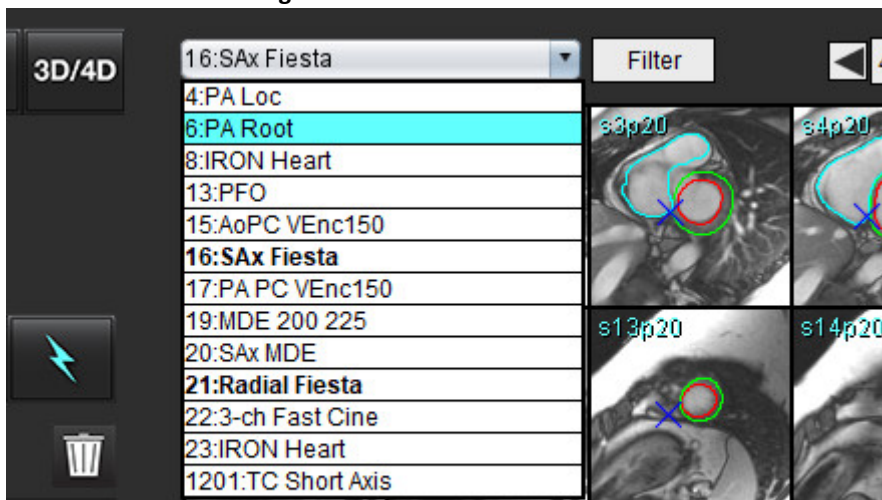 3D/4D
16:SAx Fiesta
Filter
4:PA Loc
6:PA Root
8:IRON Heart
13:PFO
15:AoPC VEnc150
16:SAx Fiesta
17:PA PC VEnc150
19:MDE 200 225
20:SAx MDE
21:Radial Fiesta
22:3-ch Fast Cine
23:IRON Heart
1201:TC Short Axis
s3p20
s4p20
s13p20
s14p20